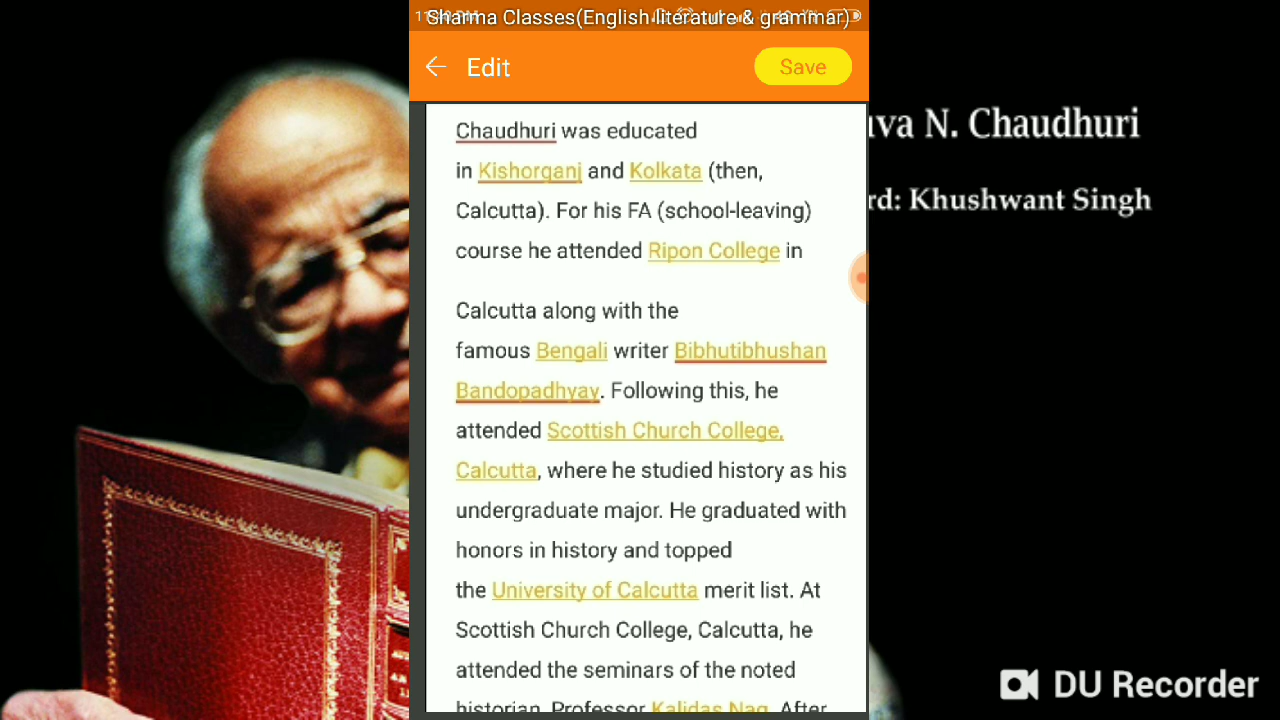 Sharma Classes(English literature & grammar)
Edit
Save
Chaudhuri was educated
in Kishorganj and Kolkata (then,
Calcutta). For his FA (school-leaving)
course he attended Ripon College in
Calcutta along with the
famous Bengali writer Bibhutibhushan
Bandopadhyay. Following this, he
attended Scottish Church College,
Calcutta, where he studied history as his
undergraduate major. He graduated with
honors in history and topped
the University of Calcutta merit list. At
Scottish Church College, Calcutta, he
attended the seminars of the noted
historian, Professor Kalidas Nag. After
N. Chaudhuri
Khushwant Singh
DU Recorder